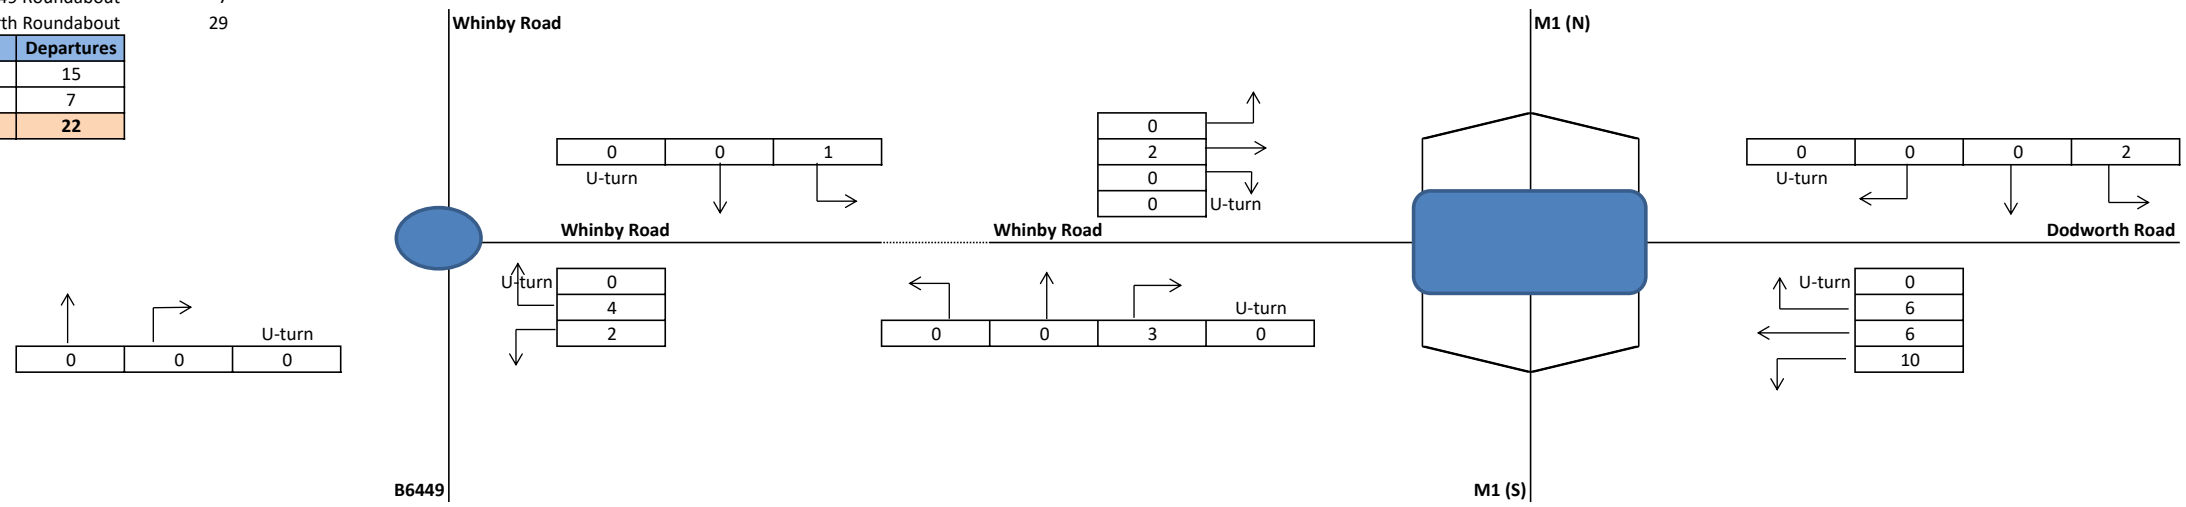 49 Roundabout
rth Roundabout 29
Departures
15
7
22
Whinby Road
M1 (N)
0
2
0
0 U-turn
0 0 1
U-turn
0 0 0 2
U-turn
Whinby Road
Whinby Road
Dodworth Road
U-turn 0
4
2
U-turn
0 0 3 0
U-turn 0
6
6
10
U-turn
0 0 0
B6449
M1 (S)